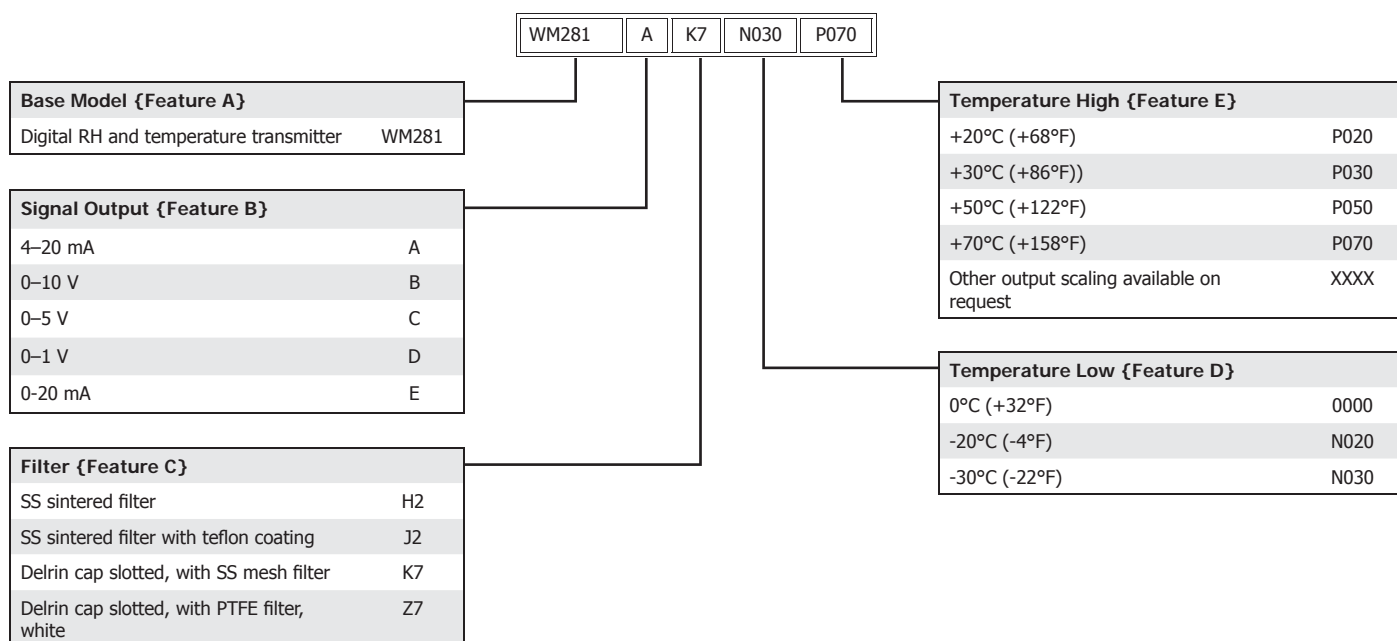 WM281 A K7 N030 P070
Base Model {Feature A}
Digital RH and temperature transmitter WM281
Signal Output {Feature B}
4–20 mA A
0–10 V B
0–5 V C
0–1 V D
0-20 mA E
Filter {Feature C}
SS sintered filter H2
SS sintered filter with teflon coating J2
Delrin cap slotted, with SS mesh filter K7
Delrin cap slotted, with PTFE filter, Z7
white
Temperature High {Feature E}
+20°C (+68°F) P020
+30°C (+86°F)) P030
+50°C (+122°F) P050
+70°C (+158°F) P070
Other output scaling available on XXXX
request
Temperature Low {Feature D}
0°C (+32°F) 0000
-20°C (-4°F) N020
-30°C (-22°F) N030